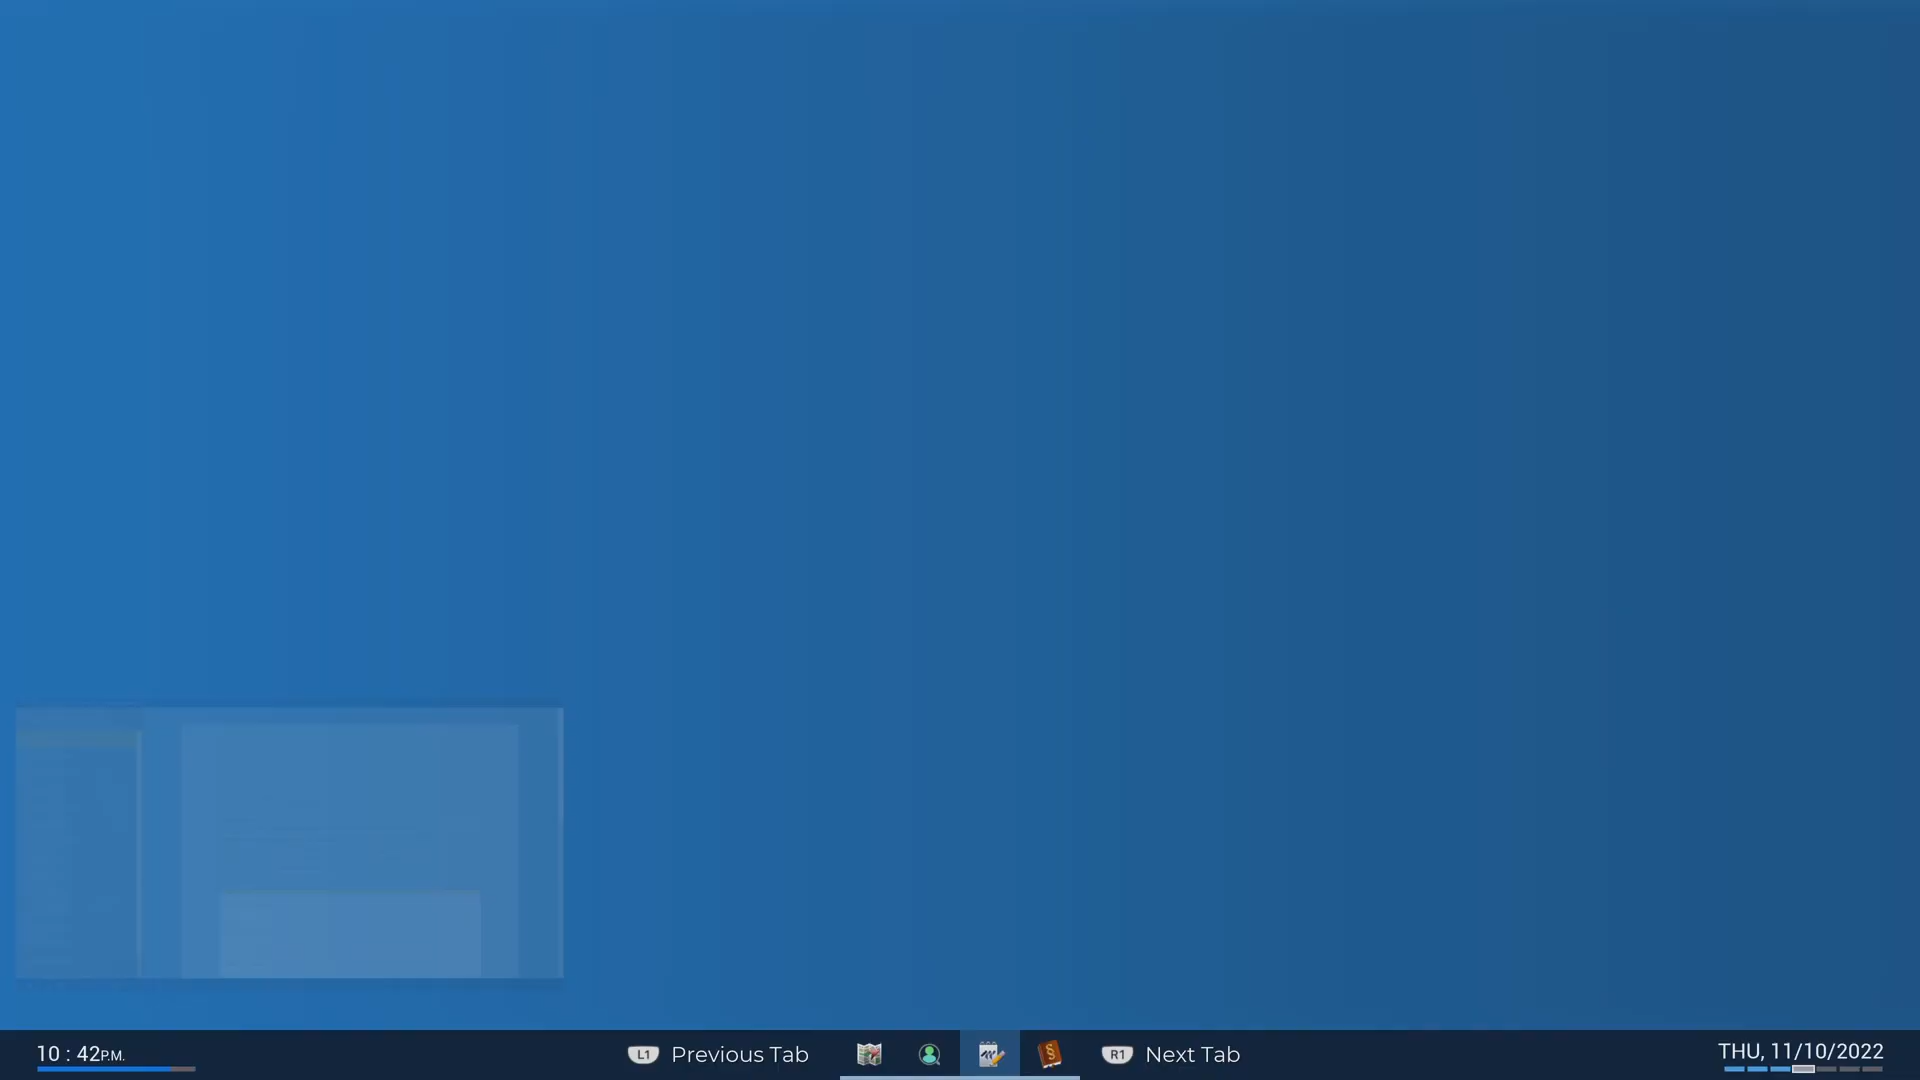 10 : 42P.M.
L1 Previous Tab
R1 Next Tab
THU, 11/10/2022